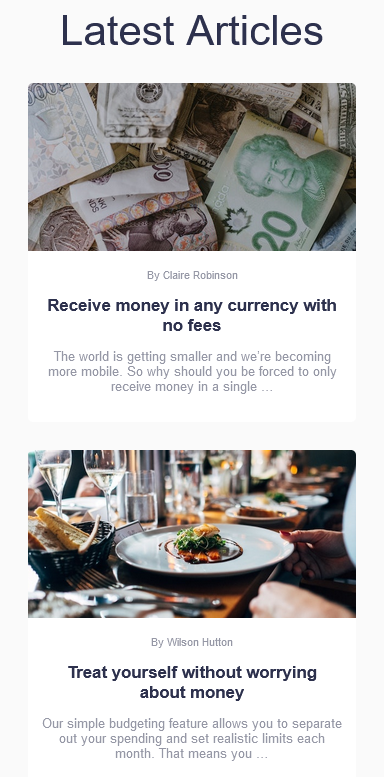 Latest Articles
20
By Claire Robinson
Receive money in any currency with
no fees
The world is getting smaller and we're becoming
more mobile. So why should you be forced to only
receive money in a single …
By Wilson Hutton
Treat yourself without worrying
about money
Our simple budgeting feature allows you to separate
out your spending and set realistic limits each
month. That means you …